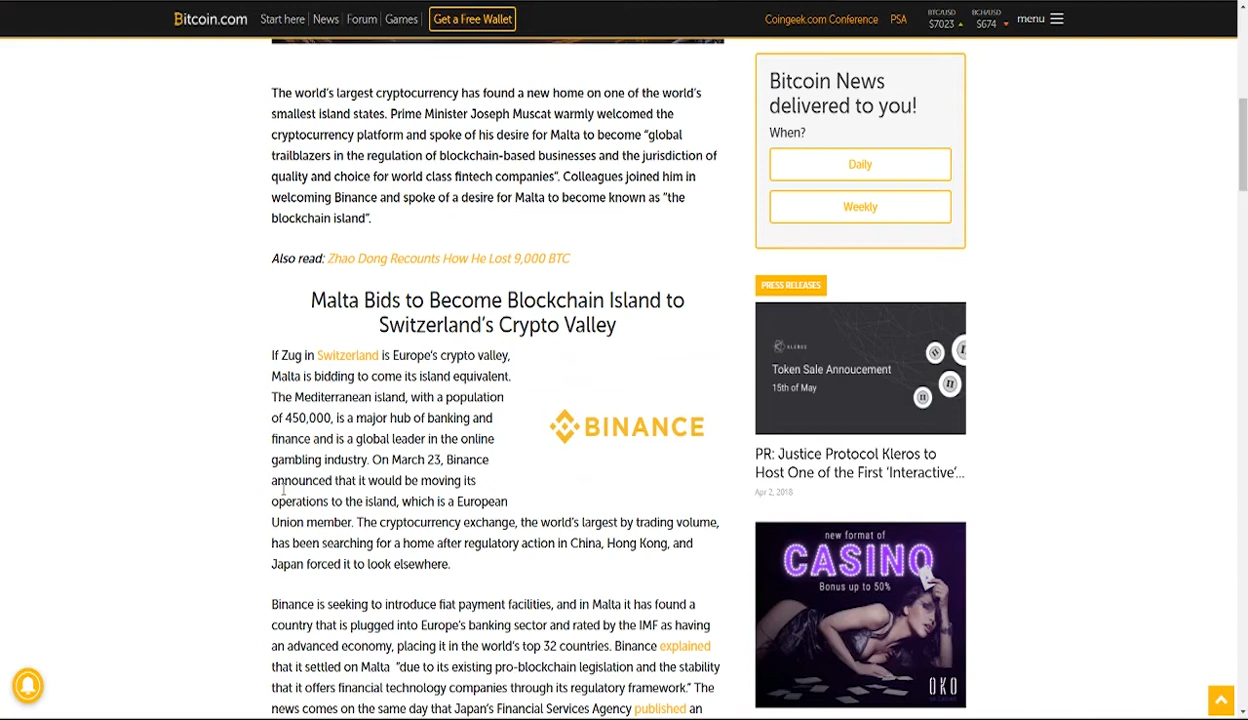 Bitcoin.com
Start here
News
Forum
Games
Get a Free Wallet
Coingeek.com Conference
PSA
BTC/USD
$7023
BCH/USD
$674
menu
The world's largest cryptocurrency has found a new home on one of the world's
smallest island states. Prime Minister Joseph Muscat warmly welcomed the
cryptocurrency platform and spoke of his desire for Malta to become “global
trailblazers in the regulation of blockchain-based businesses and the jurisdiction of
quality and choice for world class fintech companies”. Colleagues joined him in
welcoming Binance and spoke of a desire for Malta to become known as “the
blockchain island”.
Also read: Zhao Dong Recounts How He Lost 9,000 BTC
Malta Bids to Become Blockchain Island to
Switzerland's Crypto Valley
If Zug in Switzerland is Europe's crypto valley,
Malta is bidding to come its island equivalent.
The Mediterranean island, with a population
of 450,000, is a major hub of banking and
finance and is a global leader in the online
gambling industry. On March 23, Binance
announced that it would be moving its
operations to the island, which is a European
Union member. The cryptocurrency exchange, the world's largest by trading volume,
has been searching for a home after regulatory action in China, Hong Kong, and
Japan forced it to look elsewhere.
BINANCE
Binance is seeking to introduce fiat payment facilities, and in Malta it has found a
country that is plugged into Europe's banking sector and rated by the IMF as having
an advanced economy, placing it in the world's top 32 countries. Binance explained
that it settled on Malta “due to its existing pro-blockchain legislation and the stability
that it offers financial technology companies through its regulatory framework.” The
news comes on the same day that Japan's Financial Services Agency published an
Bitcoin News
delivered to you!
When?
Daily
Weekly
PRESS RELEASES
KLEROS
Token Sale Annoucement
15th of May
PR: Justice Protocol Kleros to
Host One of the First ‘Interactive’...
Apr 2, 2018
new format of
CASINO
Bonus up to 50%
OKO